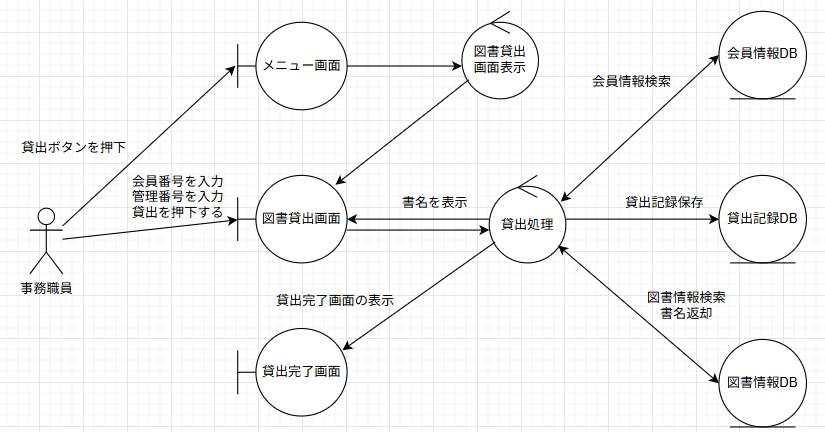 メニュー画面
図書貸出
画面表示
会員情報DB
会員情報検索
貸出ボタンを押下
会員番号を入力
管理番号を入力
貸出を押下する
図書貸出画面
書名を表示
貸出処理
貸出記録保存
貸出記録DB
事務職員
貸出完了画面の表示
図書情報検索
書名返却
貸出完了画面
図書情報DB